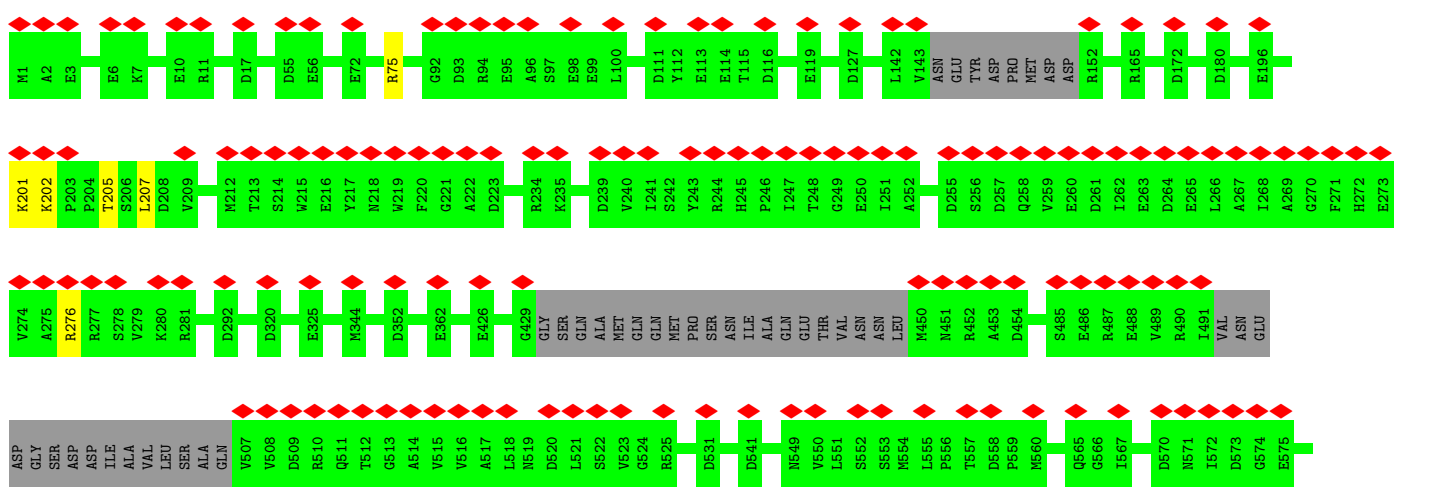 M1 A2 E3 E6 K7 E10 R11 D17 D55 E56 E72 R75 G92 D93 R94 E95 A96 S97 E98 E99 L100 D111 Y112 E113 E114 T115 D116 E119 D127 L142 V143 ASN GLU TYR ASP PRO MET ASP ASP R152 R165 D172 D180 E196
K201 K202 P203 P204 T205 S206 L207 D208 V209 M212 T213 S214 W215 E216 Y217 N218 W219 F220 G221 A222 D223 R234 K235 D239 V240 I241 S242 Y243 R244 H245 P246 I247 T248 G249 E250 I251 A252 D255 S256 D257 Q258 V259 E260 D261 I262 E263 D264 E265 L266 A267 I268 A269 G270 F271 H272 E273
V274 A275 R276 R277 S278 V279 K280 R281 D292 D320 E325 M344 D352 E362 E426 G429 GLY SER GLN ALA MET GLN GLN MET PRO SER ASN ILE ALA GLN GLU THR VAL ASN ASN LEU M450 N451 R452 A453 D454 S485 E486 R487 E488 V489 R490 I491 VAL ASN GLU
ASP GLY SER ASP ASP ILE ALA VAL LEU SER ALA GLN V507 V508 D509 R510 Q511 T512 G513 A514 V515 V516 A517 L518 N519 D520 L521 S522 V523 G524 R525 D531 D541 N549 V550 L551 S552 S553 M554 L555 P556 T557 D558 P559 M560 Q565 G566 I567 D570 N571 I572 D573 G574 E575